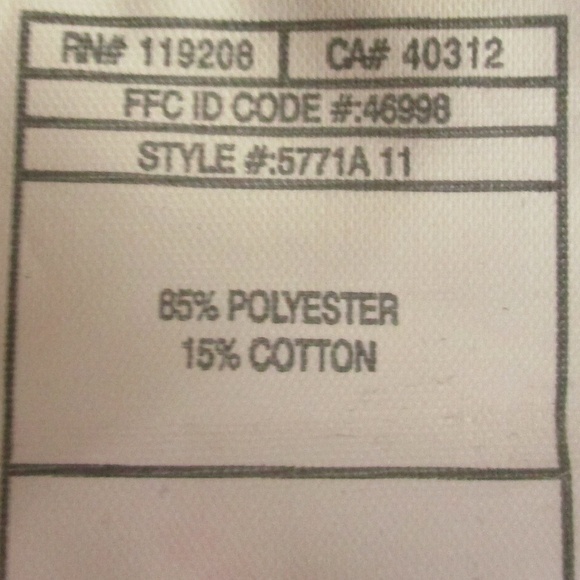 RN# 119208 CA# 40312
FFC ID CODE #:46998
STYLE #:5771A 11
85% POLYESTER
15% COTTON